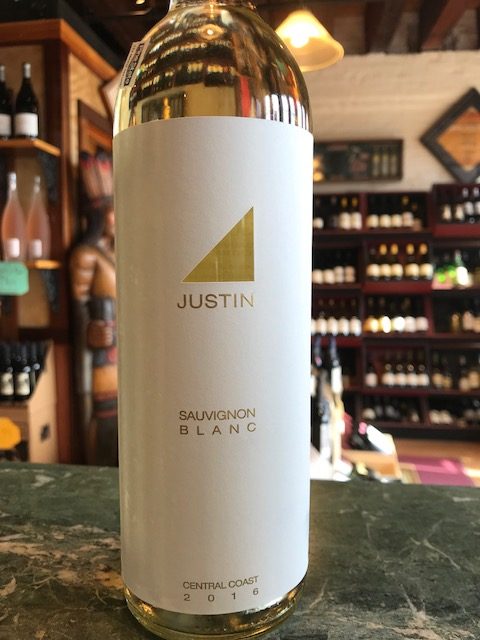 JUSTIN
SAUVIGNON
BLANC
CENTRAL COAST
2016